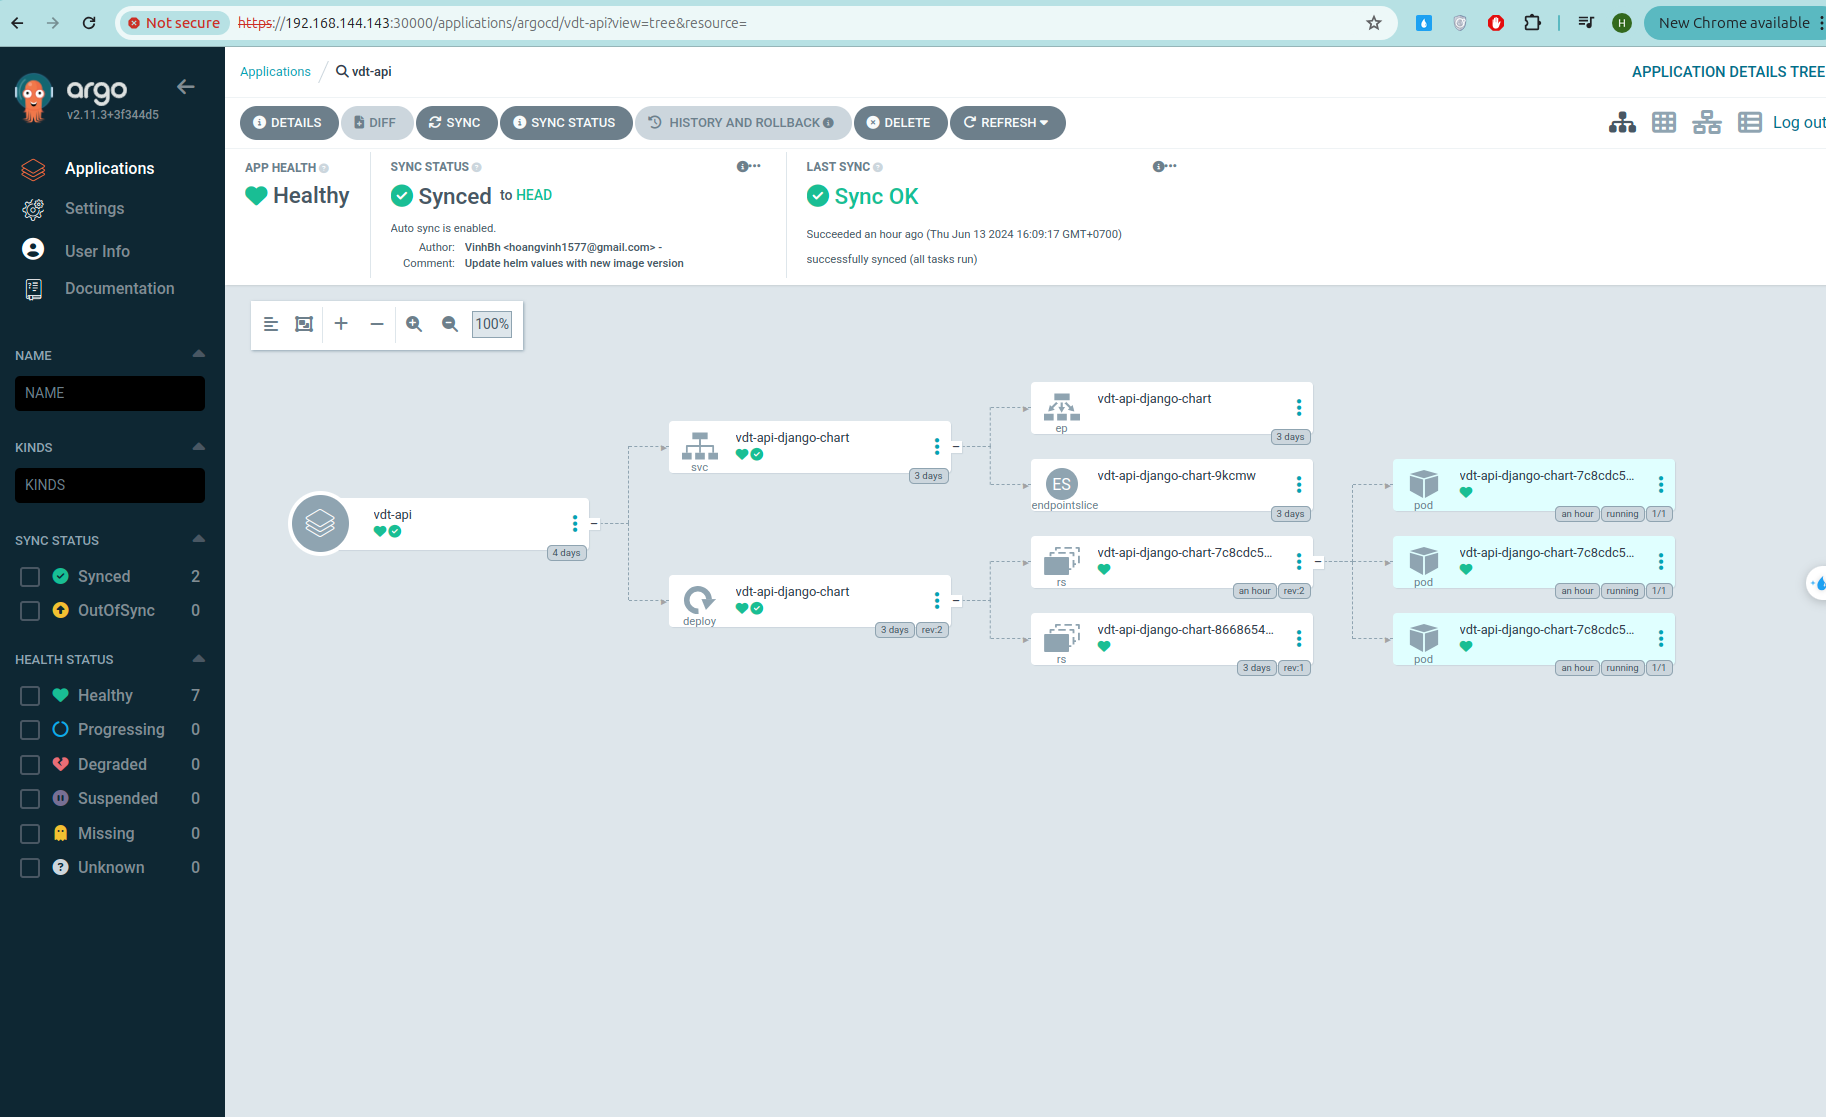 Not secure https://192.168.144.143:30000/applications/argocd/vdt-api?view=tree&resource= H New Chrome available
argo
v2.11.3+3f344d5
Applications
Settings
User Info
Documentation
NAME
NAME
KINDS
KINDS
SYNC STATUS
Synced 2
OutOfSync 0
HEALTH STATUS
Healthy 7
Progressing 0
Degraded 0
Suspended 0
Missing 0
Unknown 0
Applications / vdt-api APPLICATION DETAILS TREE
DETAILS DIFF SYNC SYNC STATUS HISTORY AND ROLLBACK DELETE REFRESH Log out
APP HEALTH
Healthy
SYNC STATUS
Synced to HEAD
Auto sync is enabled.
Author: VinhBh <hoangvinh1577@gmail.com> -
Comment: Update helm values with new image version
LAST SYNC
Sync OK
Succeeded an hour ago (Thu Jun 13 2024 16:09:17 GMT+0700)
successfully synced (all tasks run)
100%
vdt-api
4 days
vdt-api-django-chart
svc
3 days
vdt-api-django-chart
deploy
3 days rev:2
vdt-api-django-chart
ep
3 days
ES
vdt-api-django-chart-9kcmw
endpointslice
3 days
vdt-api-django-chart-7c8cdc5...
rs
an hour rev:2
vdt-api-django-chart-8668654...
rs
3 days rev:1
vdt-api-django-chart-7c8cdc5...
pod
an hour running 1/1
vdt-api-django-chart-7c8cdc5...
pod
an hour running 1/1
vdt-api-django-chart-7c8cdc5...
pod
an hour running 1/1